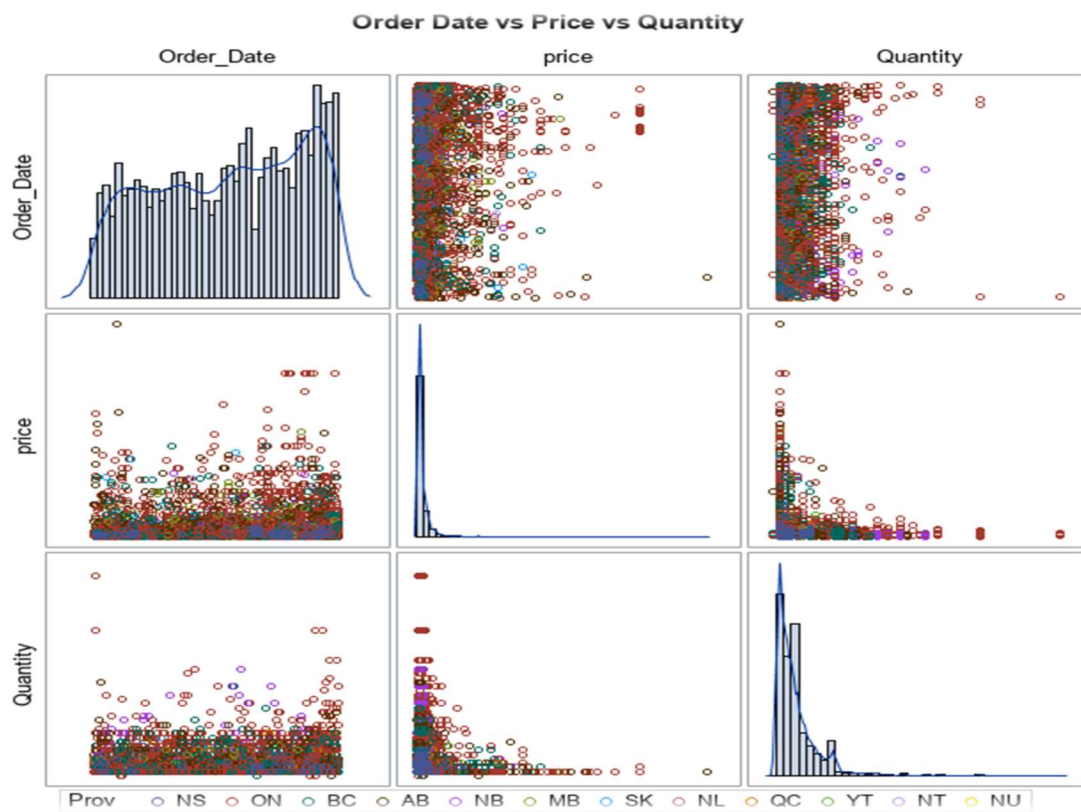 Order Date vs Price vs Quantity
Order_Date price Quantity
Order_Date
price
Quantity
Prov NS ON BC AB NB MB SK NL QC YT NT NU